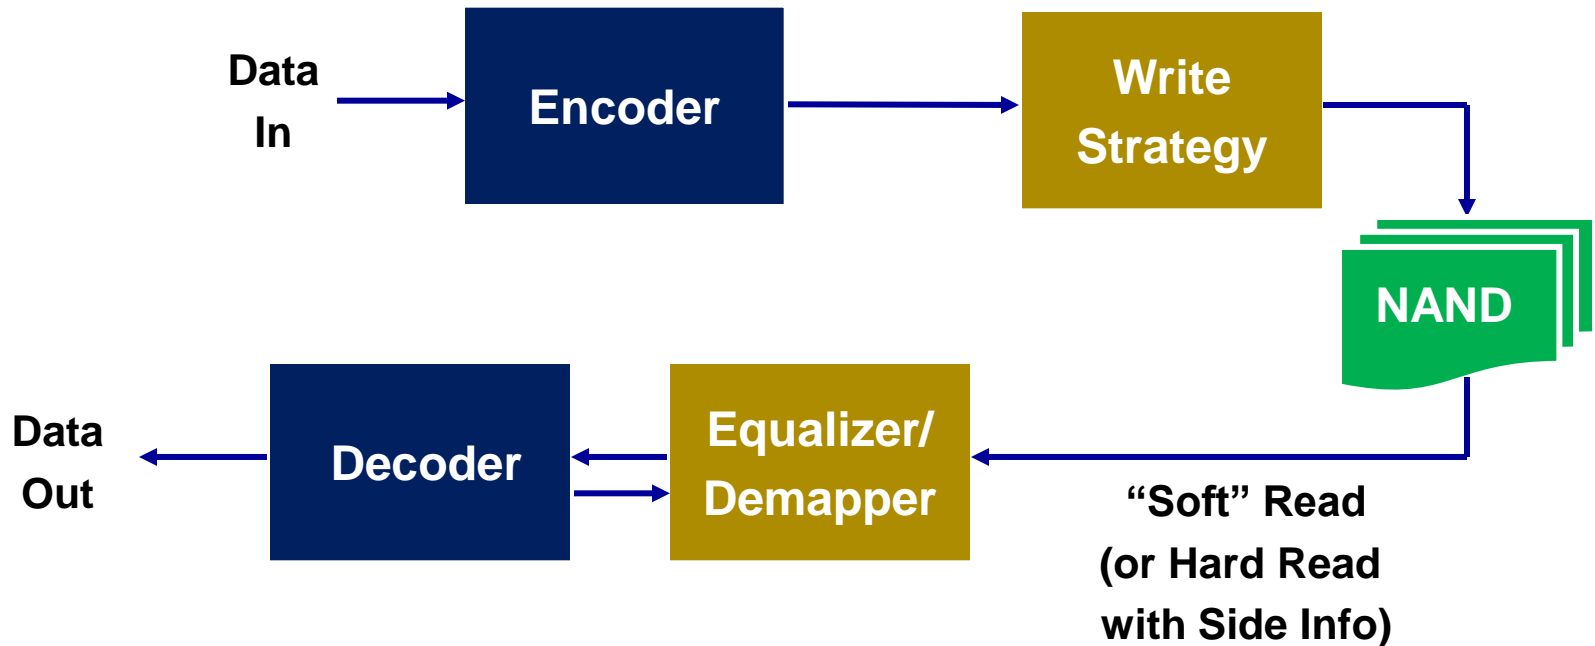 Data
In
Encoder
Write
Strategy
NAND
Data
Out
Decoder
Equalizer/
Demapper
“Soft” Read
(or Hard Read
with Side Info)